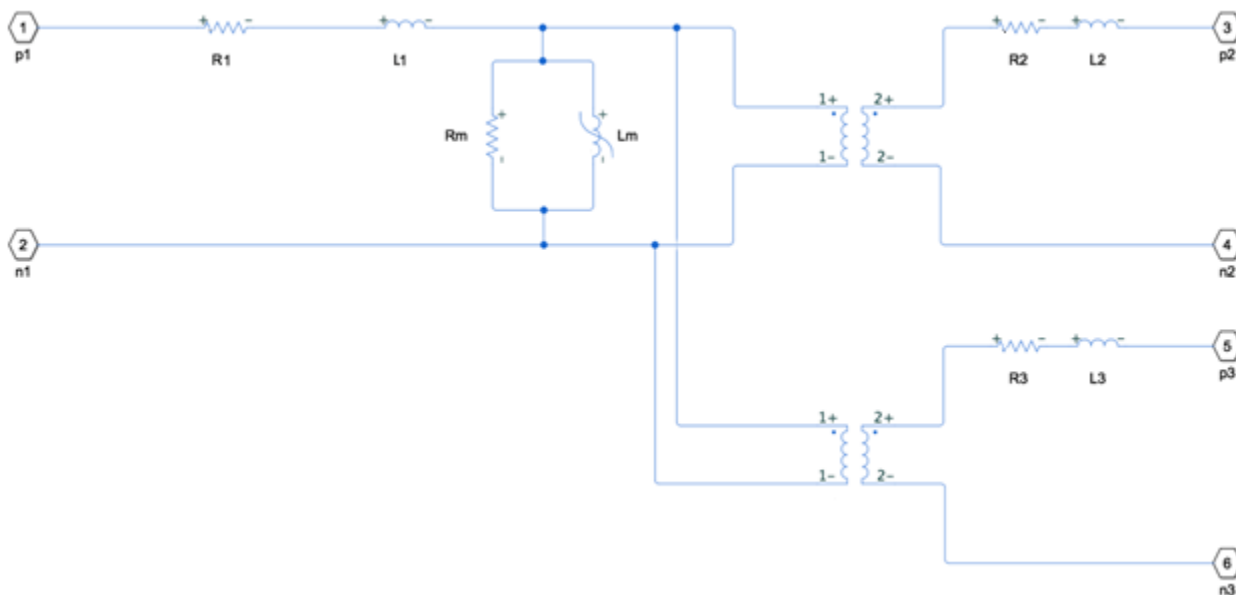 1
p1
+ -
R1
+ -
L1
+ -
R2
+ -
L2
3
p2
1+ 2+
Rm
+
-
+
-
Lm
1- 2-
2
n1
4
n2
+ -
R3
+ -
L3
5
p3
1+ 2+
1- 2-
6
n3